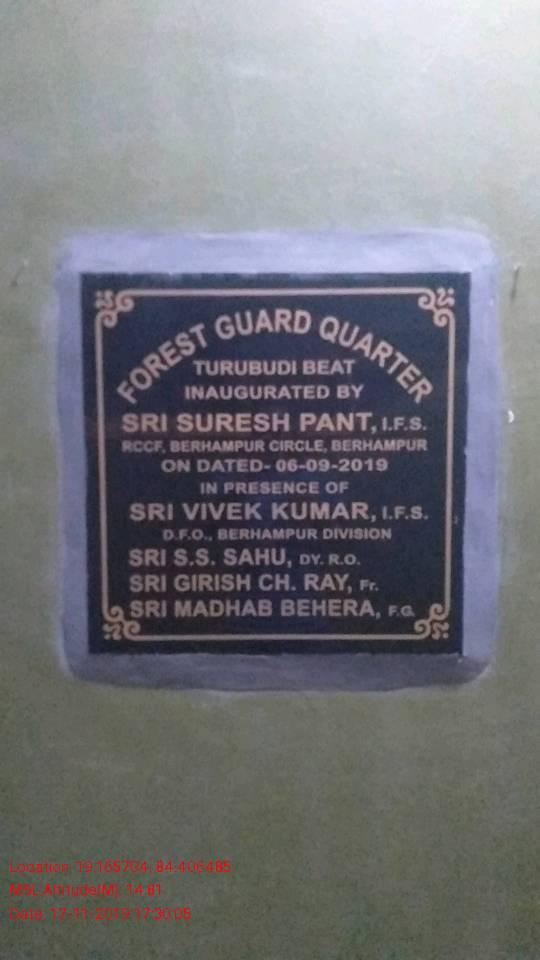 FOREST GUARD QUARTER
TURUBUDI BEAT
INAUGURATED BY
SRI SURESH PANT, I.F.S.
RCCF, BERHAMPUR CIRCLE, BERHAMPUR
ON DATED- 06-09-2019
IN PRESENCE OF
SRI VIVEK KUMAR, I.F.S.
D.F.O., BERHAMPUR DIVISION
SRI S.S. SAHU, DY. R.O.
SRI GIRISH CH. RAY, Fr.
SRI MADHAB BEHERA, F.G.
Location: 19.165704, 84.406485
MSL Altitude(M): 14.81
Date: 17-11-2019 17:30:05